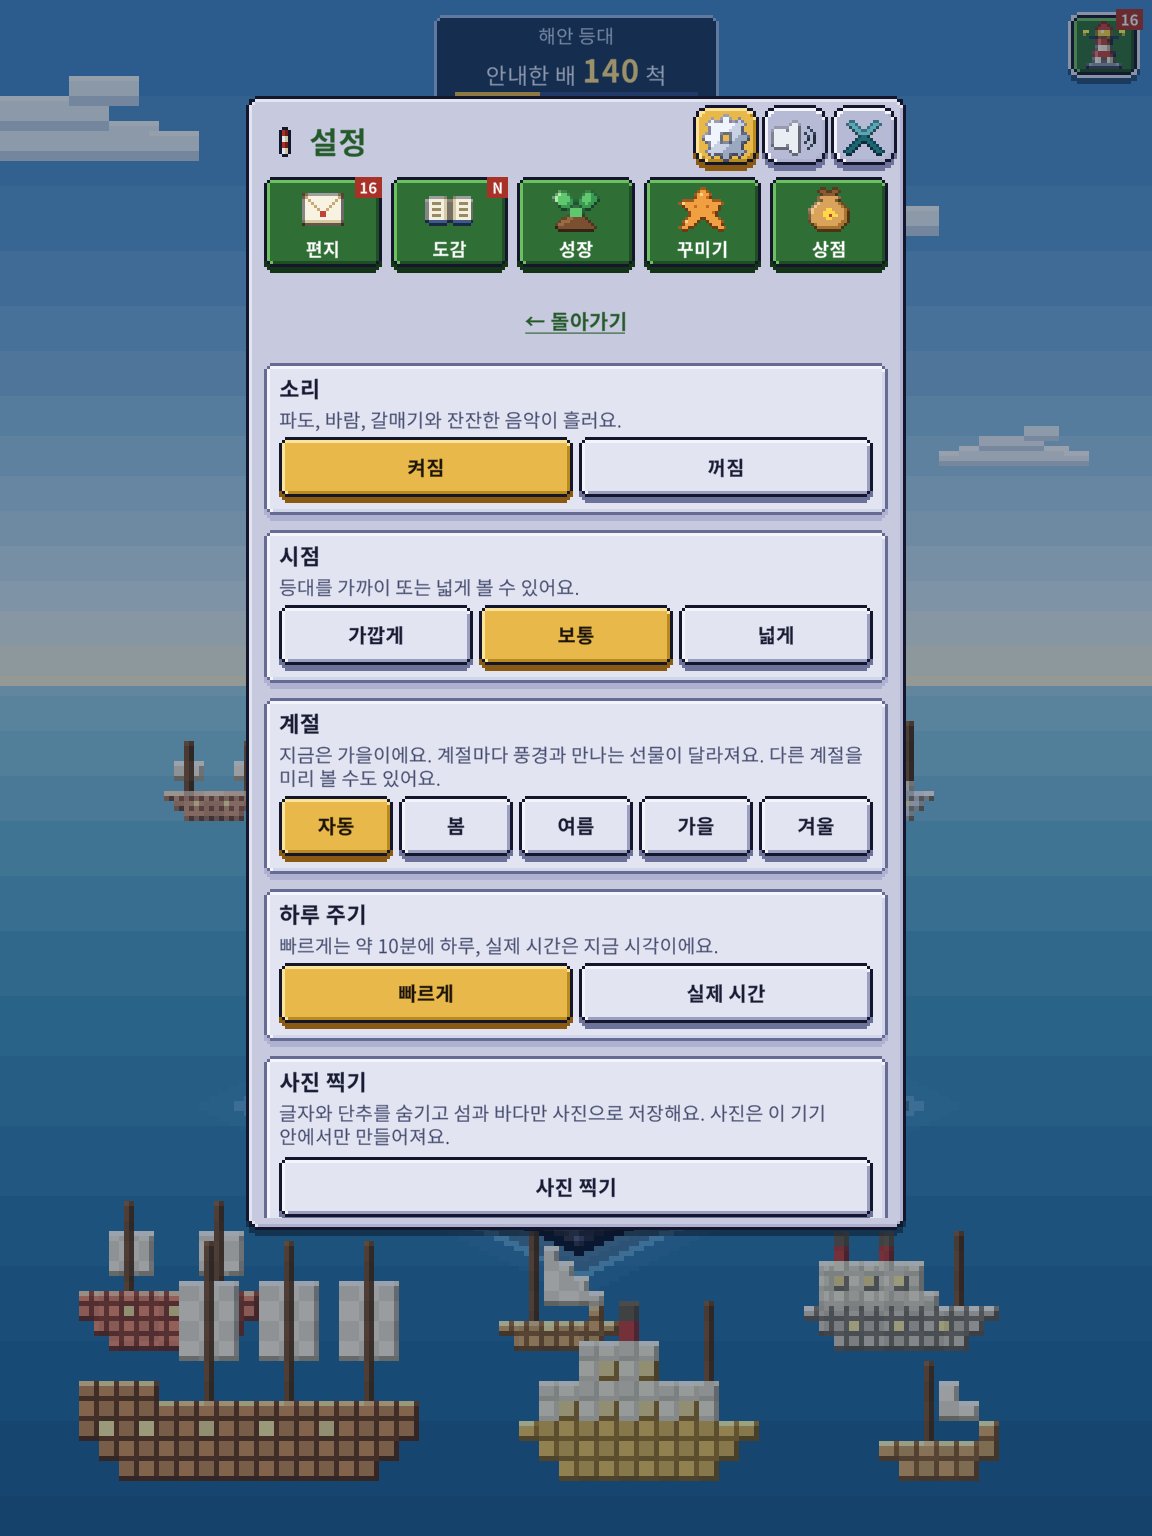 해안 등대
안내한 배 140 척
16
설정
16
N
편지
도감
성장
꾸미기
상점
← 돌아가기
소리
파도, 바람, 갈매기와 잔잔한 음악이 흘러요.
켜짐
꺼짐
시점
등대를 가까이 또는 넓게 볼 수 있어요.
가깝게
보통
넓게
계절
지금은 가을이에요. 계절마다 풍경과 만나는 선물이 달라져요. 다른 계절을
미리 볼 수도 있어요.
자동
봄
여름
가을
겨울
하루 주기
빠르게는 약 10분에 하루, 실제 시간은 지금 시각이에요.
빠르게
실제 시간
사진 찍기
글자와 단추를 숨기고 섬과 바다만 사진으로 저장해요. 사진은 이 기기
안에서만 만들어져요.
사진 찍기